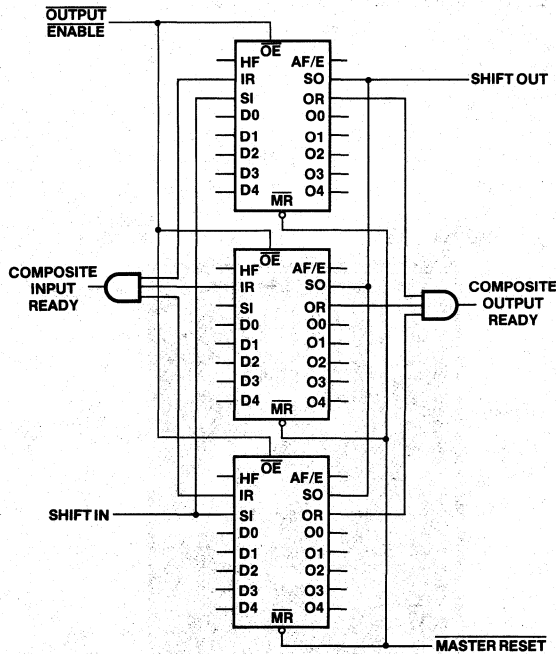 OUTPUT
ENABLE
OE
HF AF/E
IR SO SHIFT OUT
SI OR
D0 O0
D1 O1
D2 O2
D3 O3
D4 O4
MR
OE
HF AF/E
COMPOSITE
INPUT
READY
IR SO
COMPOSITE
OUTPUT
READY
SI OR
D0 O0
D1 O1
D2 O2
D3 O3
D4 O4
MR
OE
HF AF/E
IR SO
SHIFT IN SI OR
D0 O0
D1 O1
D2 O2
D3 O3
D4 O4
MR
MASTER RESET